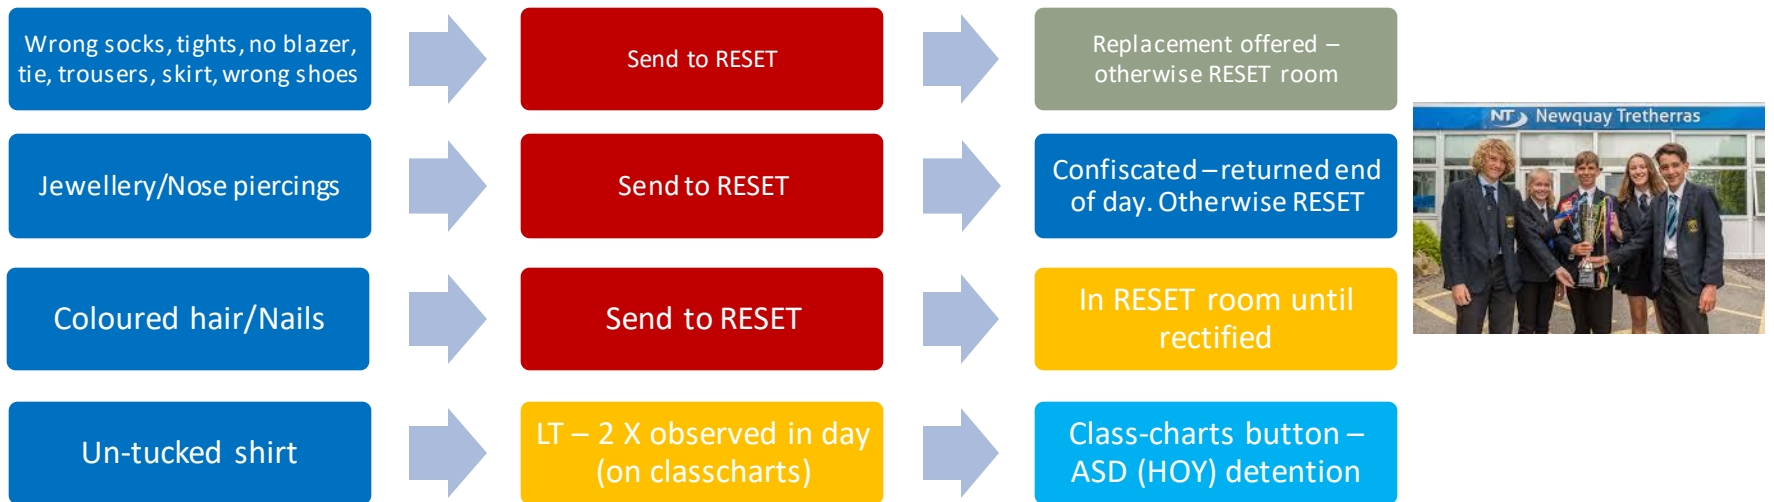 Wrong socks, tights, no blazer,
tie, trousers, skirt, wrong shoes
Send to RESET
Replacement offered –
otherwise RESET room
NT Newquay Tretherras
Jewellery/Nose piercings
Send to RESET
Confiscated – returned end
of day. Otherwise RESET
Coloured hair/Nails
Send to RESET
In RESET room until
rectified
Un-tucked shirt
LT – 2 X observed in day
(on classcharts)
Class-charts button –
ASD (HOY) detention